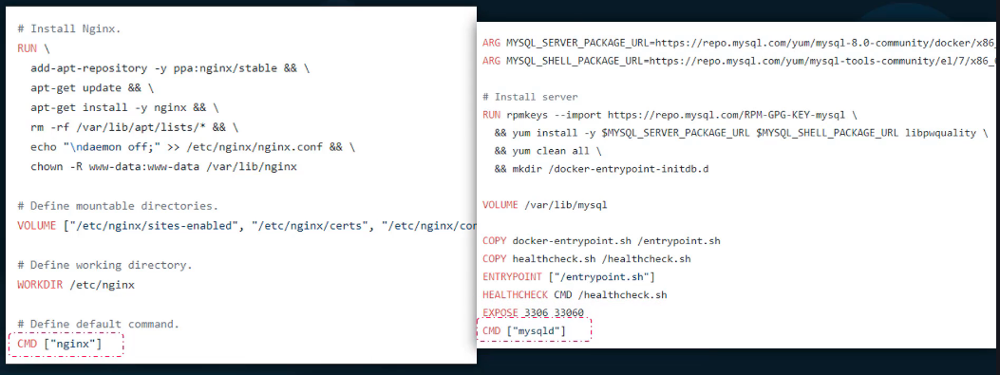 # Install Nginx.
RUN \
add-apt-repository -y ppa:nginx/stable && \
apt-get update && \
apt-get install -y nginx && \
rm -rf /var/lib/apt/lists/* && \
echo "\ndaemon off;" >> /etc/nginx/nginx.conf && \
chown -R www-data:www-data /var/lib/nginx
# Define mountable directories.
VOLUME ["/etc/nginx/sites-enabled", "/etc/nginx/certs", "/etc/nginx/con
# Define working directory.
WORKDIR /etc/nginx
# Define default command.
CMD ["nginx"]
ARG MYSQL_SERVER_PACKAGE_URL=https://repo.mysql.com/yum/mysql-8.0-community/docker/x86_
ARG MYSQL_SHELL_PACKAGE_URL=https://repo.mysql.com/yum/mysql-tools-community/el/7/x86_
# Install server
RUN rpmkeys --import https://repo.mysql.com/RPM-GPG-KEY-mysql \
&& yum install -y $MYSQL_SERVER_PACKAGE_URL $MYSQL_SHELL_PACKAGE_URL libpwquality \
&& yum clean all \
&& mkdir /docker-entrypoint-initdb.d
VOLUME /var/lib/mysql
COPY docker-entrypoint.sh /entrypoint.sh
COPY healthcheck.sh /healthcheck.sh
ENTRYPOINT ["/entrypoint.sh"]
HEALTHCHECK CMD /healthcheck.sh
EXPOSE 3306 33060
CMD ["mysqld"]